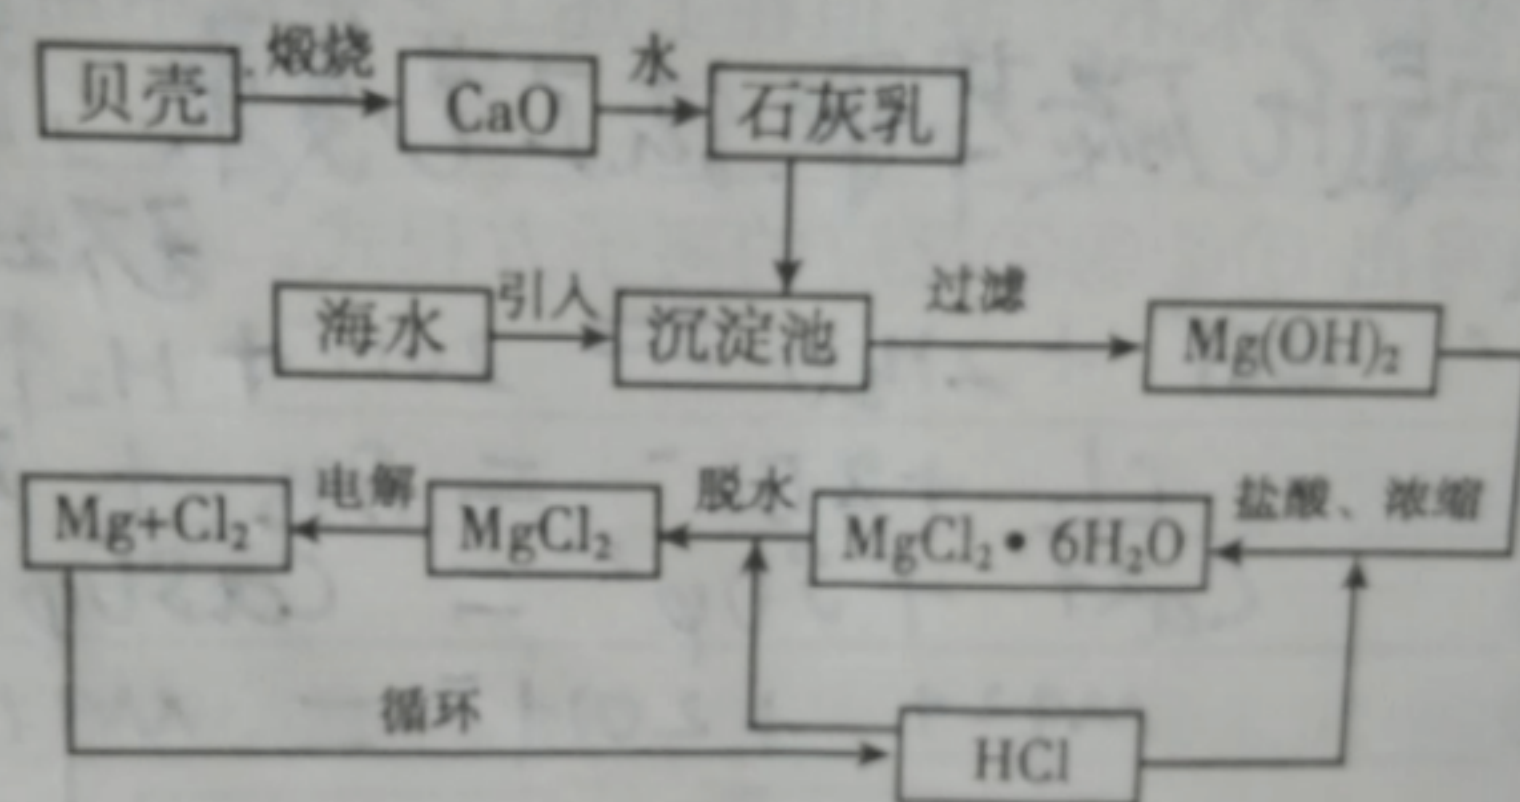 贝壳 煅烧 CaO 水 石灰乳
海水 引入 沉淀池 过滤 Mg(OH)₂
Mg+Cl₂ 电解 MgCl₂ 脱水 MgCl₂•6H₂O 盐酸、浓缩
循环 HCl